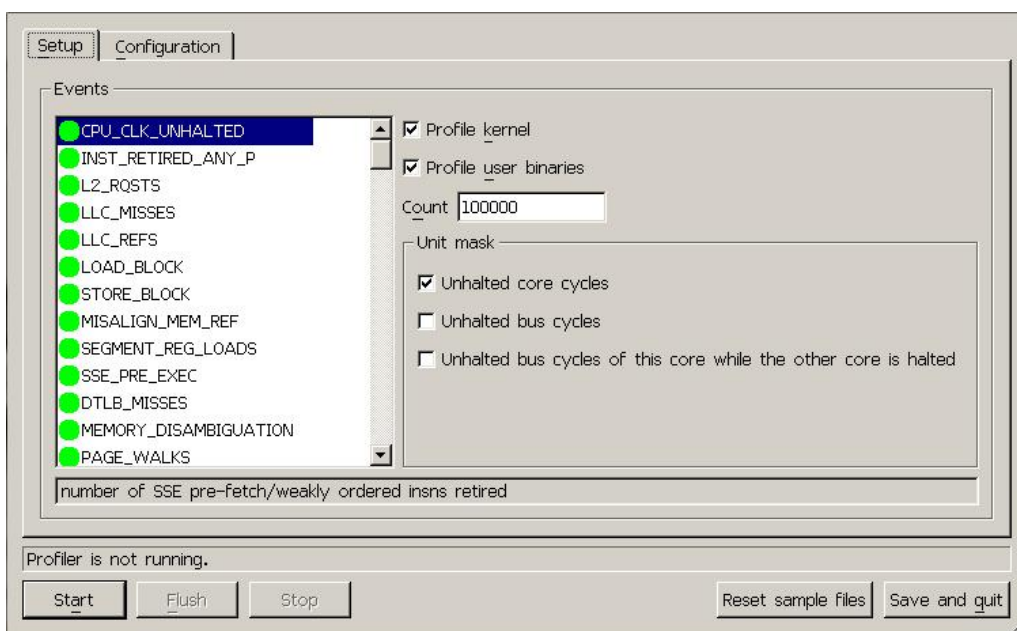 Setup Configuration
Events
CPU_CLK_UNHALTED
INST_RETIRED_ANY_P
L2_RQSTS
LLC_MISSES
LLC_REFS
LOAD_BLOCK
STORE_BLOCK
MISALIGN_MEM_REF
SEGMENT_REG_LOADS
SSE_PRE_EXEC
DTLB_MISSES
MEMORY_DISAMBIGUATION
PAGE_WALKS
Profile kernel
Profile user binaries
Count 100000
Unit mask
Unhalted core cycles
Unhalted bus cycles
Unhalted bus cycles of this core while the other core is halted
number of SSE pre-fetch/weakly ordered insns retired
Profiler is not running.
Start Flush Stop Reset sample files Save and quit